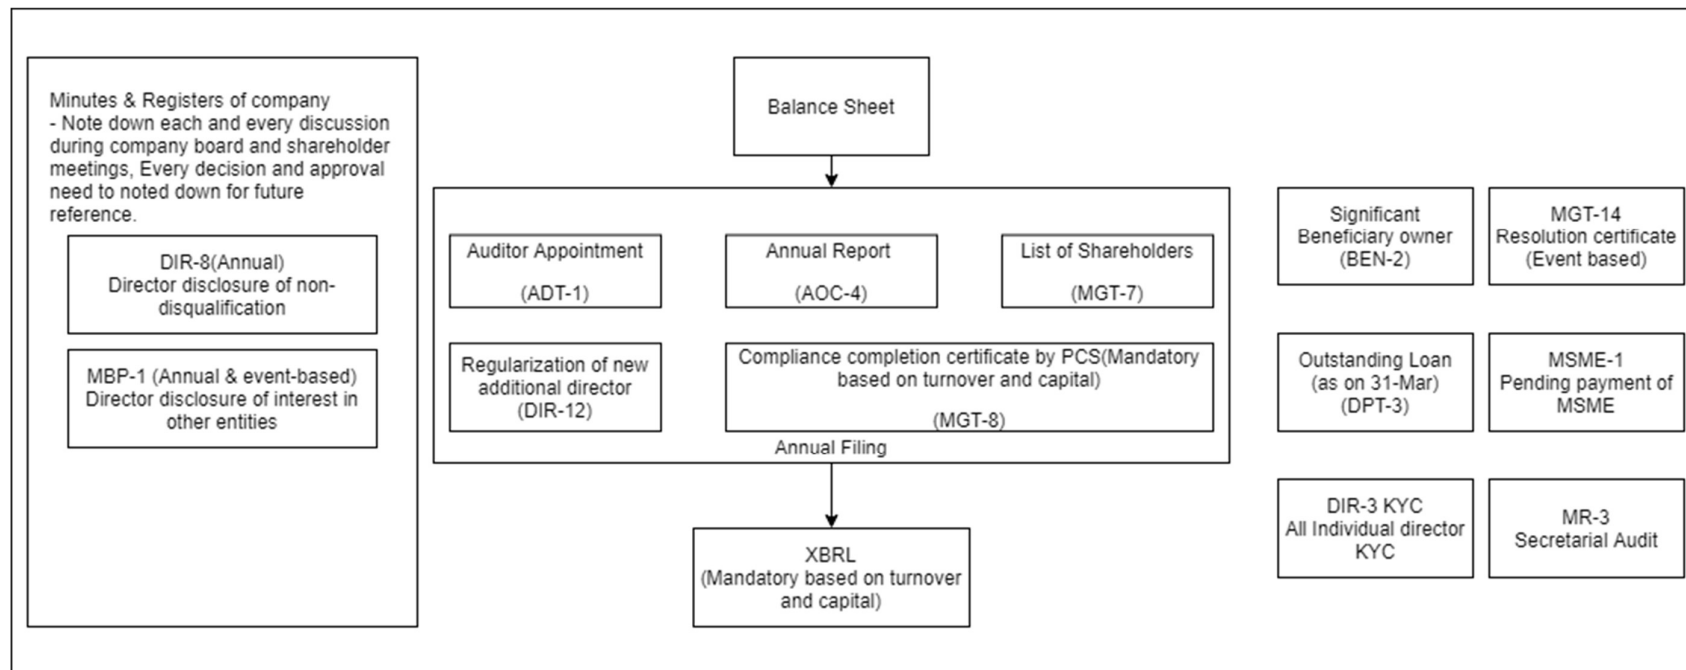 Minutes & Registers of company
- Note down each and every discussion
during company board and shareholder
meetings, Every decision and approval
need to noted down for future
reference.
DIR-8(Annual)
Director disclosure of non-
disqualification
MBP-1 (Annual & event-based)
Director disclosure of interest in
other entities
Balance Sheet
Auditor Appointment
(ADT-1)
Annual Report
(AOC-4)
List of Shareholders
(MGT-7)
Regularization of new
additional director
(DIR-12)
Compliance completion certificate by PCS(Mandatory
based on turnover and capital)
(MGT-8)
Annual Filing
XBRL
(Mandatory based on turnover
and capital)
Significant
Beneficiary owner
(BEN-2)
MGT-14
Resolution certificate
(Event based)
Outstanding Loan
(as on 31-Mar)
(DPT-3)
MSME-1
Pending payment of
MSME
DIR-3 KYC
All Individual director
KYC
MR-3
Secretarial Audit